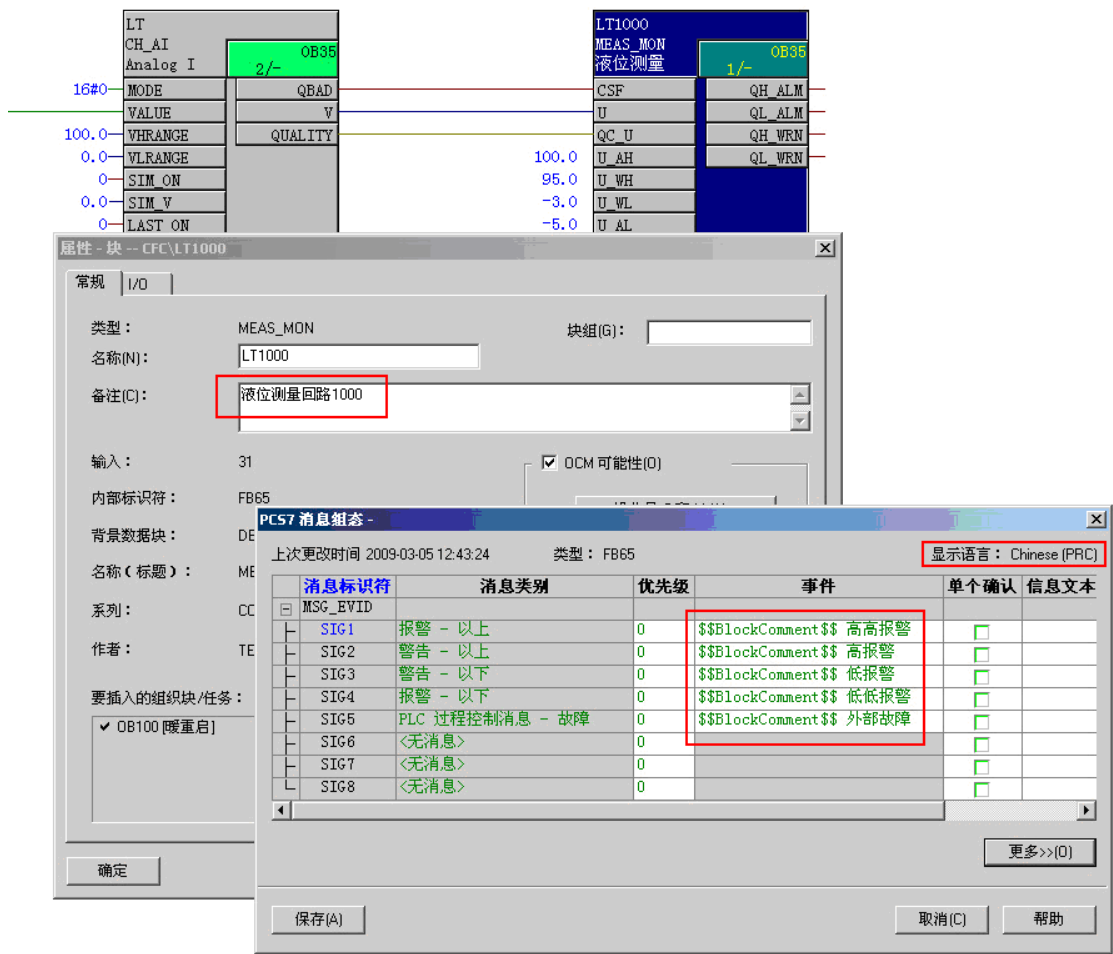 LT
CH_AI
Analog I
OB35
2/-
LT1000
MEAS_MON
液位测量
OB35
1/-
16#0 MODE QBAD CSF QH_ALM
VALUE V U QL_ALM
100.0 VHRANGE QUALITY QC_U QH_WRN
0.0 VLRANGE 100.0 U_AH QL_WRN
0 SIM_ON 95.0 U_WH
0.0 SIM_V -3.0 U_WL
0 LAST_ON -5.0 U_AL
属性 - 块 -- CFC\LT1000
常规 I/O
类型： MEAS_MON 块组(G)：
名称(N)： LT1000
备注(C)： 液位测量回路1000
输入： 31 OCM 可能性(O)
内部标识符： FB65
背景数据块： DE
名称(标题)： ME
系列： CO
作者： TE
要插入的组织块/任务：
OB100 [暖重启]
确定
PCS7 消息组态 -
上次更改时间 2009-03-05 12:43:24 类型： FB65 显示语言： Chinese (PRC)
消息标识符 消息类别 优先级 事件 单个确认 信息文本
MSG_EVID
SIG1 报警 - 以上 0 $$BlockComment$$ 高高报警
SIG2 警告 - 以上 0 $$BlockComment$$ 高报警
SIG3 警告 - 以下 0 $$BlockComment$$ 低报警
SIG4 报警 - 以下 0 $$BlockComment$$ 低低报警
SIG5 PLC 过程控制消息 - 故障 0 $$BlockComment$$ 外部故障
SIG6 <无消息> 0
SIG7 <无消息> 0
SIG8 <无消息> 0
更多>>(O)
保存(A) 取消(C) 帮助